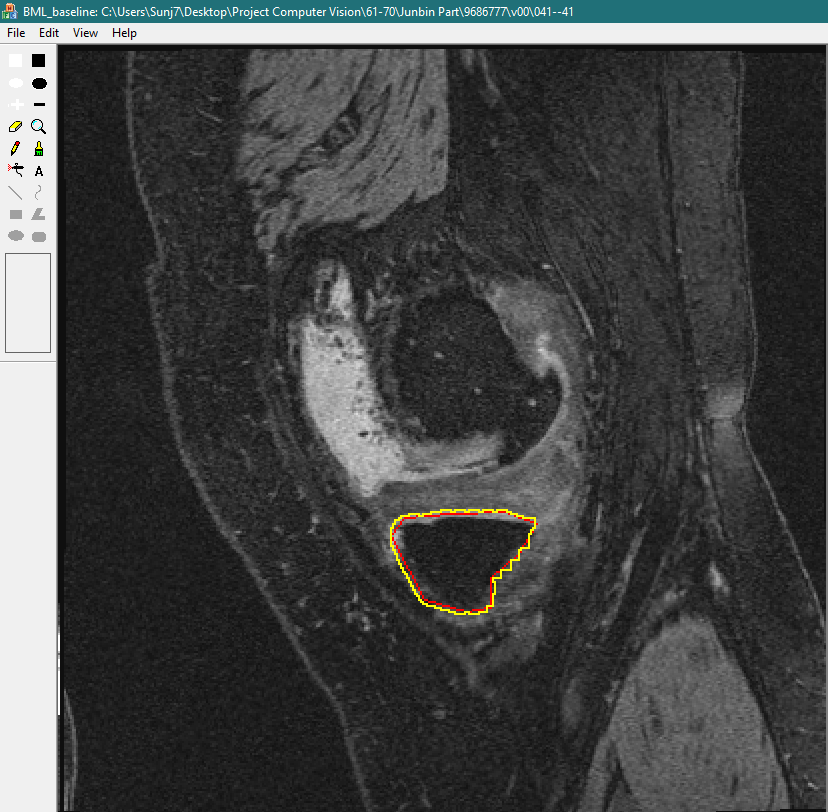 BML_baseline: C:\Users\Sunj7\Desktop\Project Computer Vision\61-70\Junbin Part\9686777\v00\041--41
File Edit View Help
A